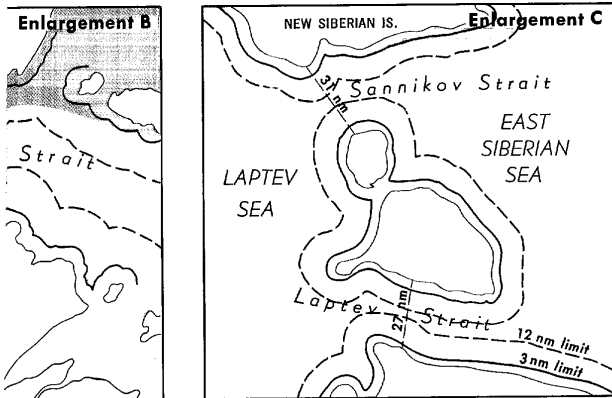 Enlargement B
Strait
NEW SIBERIAN IS.
Enlargement C
37 nm
Sannikov Strait
EAST
SIBERIAN
SEA
LAPTEV
SEA
Laptev Strait
27 nm
12 nm limit
3 nm limit